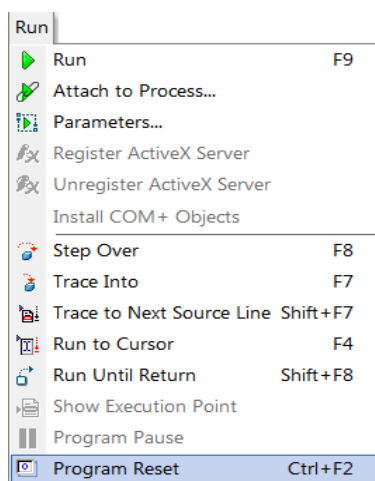 Run
Run F9
Attach to Process...
Parameters...
Register ActiveX Server
Unregister ActiveX Server
Install COM+ Objects
Step Over F8
Trace Into F7
Trace to Next Source Line Shift+F7
Run to Cursor F4
Run Until Return Shift+F8
Show Execution Point
Program Pause
Program Reset Ctrl+F2